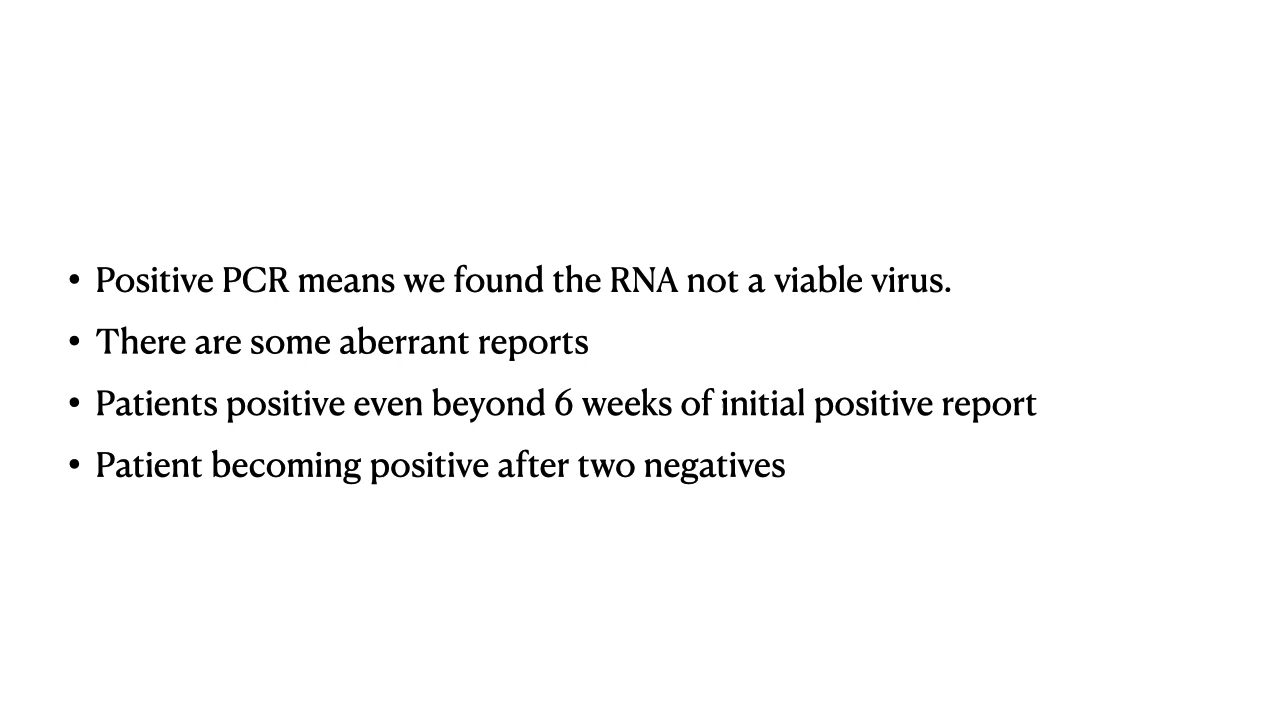 • Positive PCR means we found the RNA not a viable virus.
• There are some aberrant reports
• Patients positive even beyond 6 weeks of initial positive report
• Patient becoming positive after two negatives